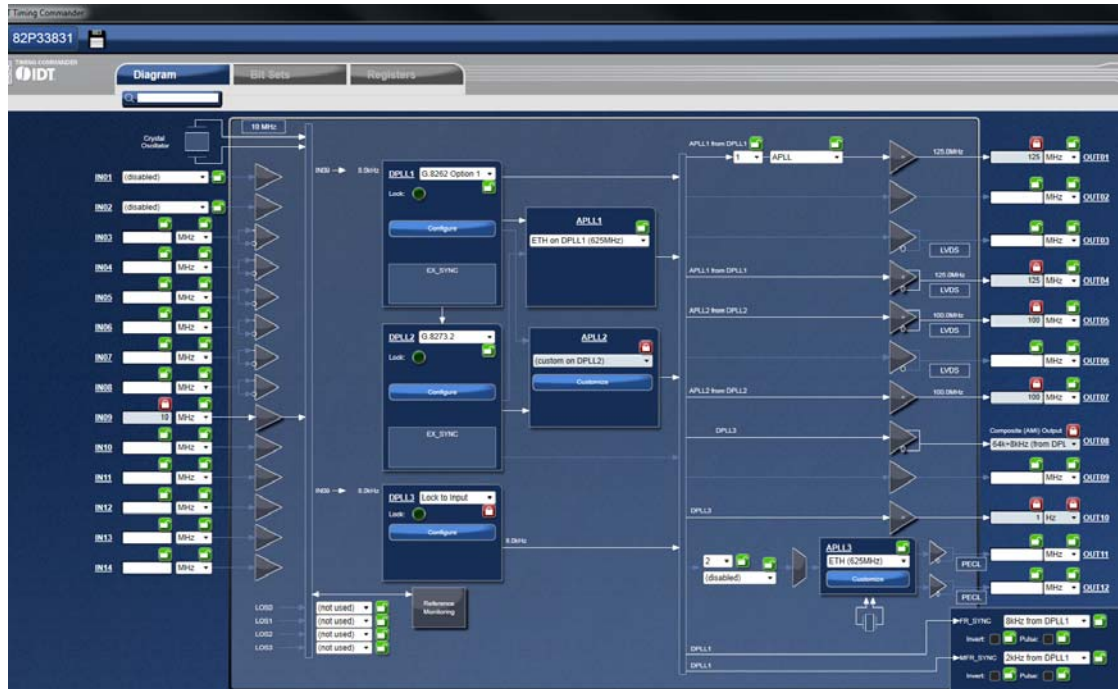 T Timing Commander
82P33831
TIMING COMMANDER
IDT
Diagram
Bit Sets
Registers
Crystal
Oscillator
10 MHz
IN01 (disabled)
IN02 (disabled)
IN03 MHz
IN04 MHz
IN05 MHz
IN06 MHz
IN07 MHz
IN08 MHz
IN09 10 MHz
IN10 MHz
IN11 MHz
IN12 MHz
IN13 MHz
IN14 MHz
LOS0 (not used)
LOS1 (not used)
LOS2 (not used)
LOS3 (not used)
Reference
Monitoring
IN09 8.0kHz
DPLL1 G.8262 Option 1
Lock:
Configure
EX_SYNC
DPLL2 G.8273.2
Lock:
Configure
EX_SYNC
IN09 8.0kHz
DPLL3 Lock to Input
Lock:
Configure
8.0kHz
APLL1
ETH on DPLL1 (625MHz)
APLL2
(custom on DPLL2)
Customize
APLL1 from DPLL1
1 APLL
125.0MHz
125 MHz OUT01
MHz OUT02
MHz OUT03
LVDS
APLL1 from DPLL1
125.0MHz
125 MHz OUT04
LVDS
APLL2 from DPLL2
100.0MHz
100 MHz OUT05
LVDS
MHz OUT06
LVDS
APLL2 from DPLL2
100.0MHz
100 MHz OUT07
DPLL3
Composite (AMI) Output
64k+8kHz (from DPL OUT08
MHz OUT09
DPLL3
1 Hz OUT10
2
(disabled)
APLL3
ETH (625MHz)
Customize
MHz OUT11
PECL
MHz OUT12
PECL
DPLL1
FR_SYNC 8kHz from DPLL1
Invert: Pulse:
DPLL1
MFR_SYNC 2kHz from DPLL1
Invert: Pulse: